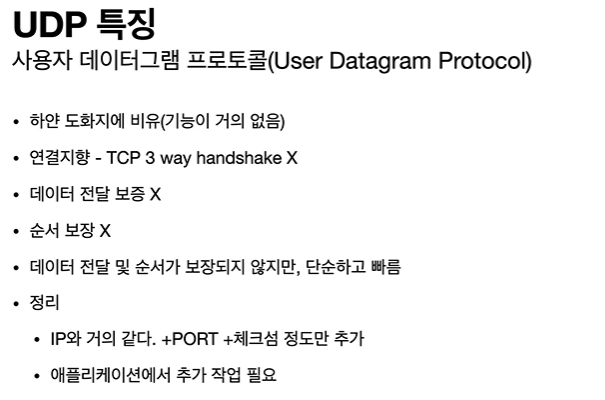 UDP 특징
사용자 데이터그램 프로토콜(User Datagram Protocol)
• 하얀 도화지에 비유(기능이 거의 없음)
• 연결지향 - TCP 3 way handshake X
• 데이터 전달 보증 X
• 순서 보장 X
• 데이터 전달 및 순서가 보장되지 않지만, 단순하고 빠름
• 정리
• IP와 거의 같다. +PORT +체크섬 정도만 추가
• 애플리케이션에서 추가 작업 필요